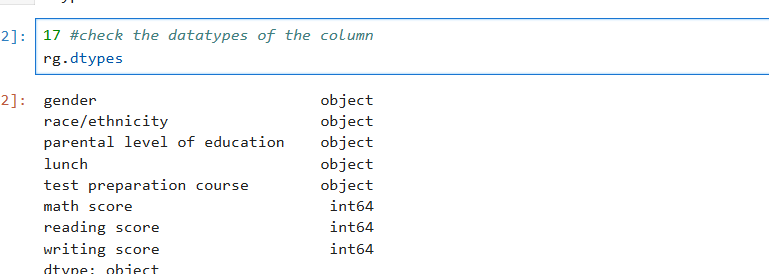 2]: 17 #check the datatypes of the column
rg.dtypes
2]: gender object
race/ethnicity object
parental level of education object
lunch object
test preparation course object
math score int64
reading score int64
writing score int64
dtype: object